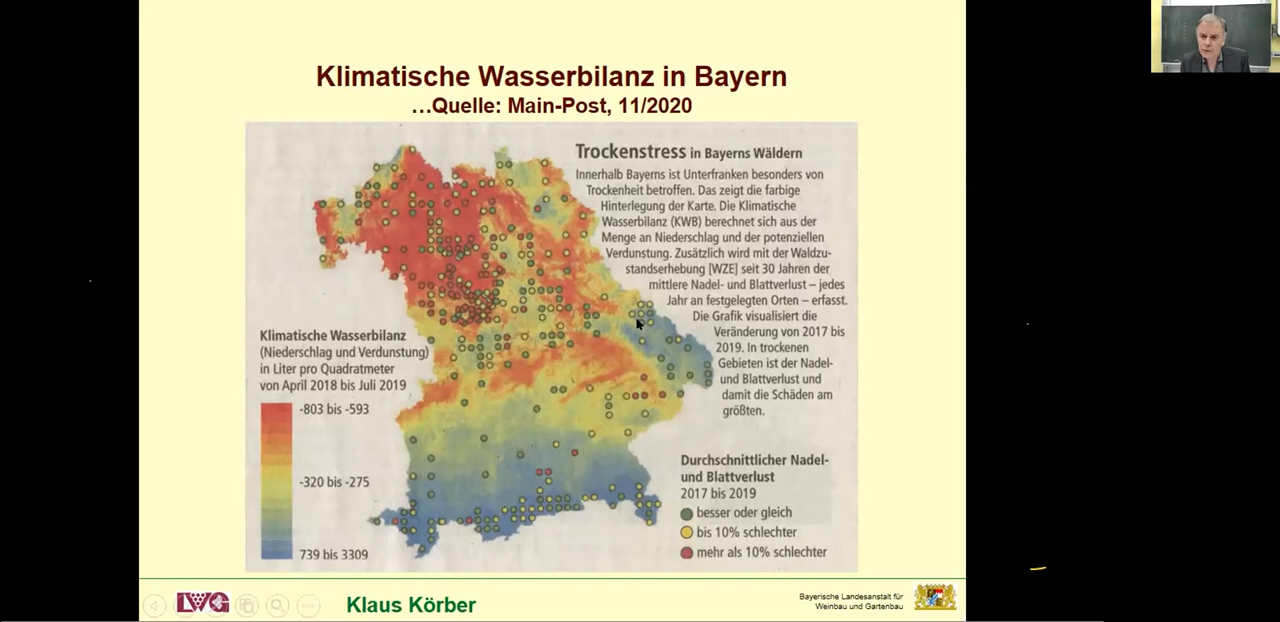 Klimatische Wasserbilanz in Bayern
…Quelle: Main-Post, 11/2020
Trockenstress in Bayerns Wäldern
Innerhalb Bayerns ist Unterfranken besonders von
Trockenheit betroffen. Das zeigt die farbige
Hinterlegung der Karte. Die Klimatische
Wasserbilanz (KWB) berechnet sich aus der
Menge an Niederschlag und der potenziellen
Verdunstung. Zusätzlich wird mit der Waldzu-
standserhebung [WZE] seit 30 Jahren der
mittlere Nadel- und Blattverlust – jedes
Jahr an festgelegten Orten – erfasst.
Die Grafik visualisiert die
Veränderung von 2017 bis
2019. In trockenen
Gebieten ist der Nadel-
und Blattverlust und
damit die Schäden am
größten.
Klimatische Wasserbilanz
(Niederschlag und Verdunstung)
in Liter pro Quadratmeter
von April 2018 bis Juli 2019
-803 bis -593
-320 bis -275
739 bis 3309
Durchschnittlicher Nadel-
und Blattverlust
2017 bis 2019
besser oder gleich
bis 10% schlechter
mehr als 10% schlechter
LWG
Klaus Körber
Bayerische Landesanstalt für
Weinbau und Gartenbau